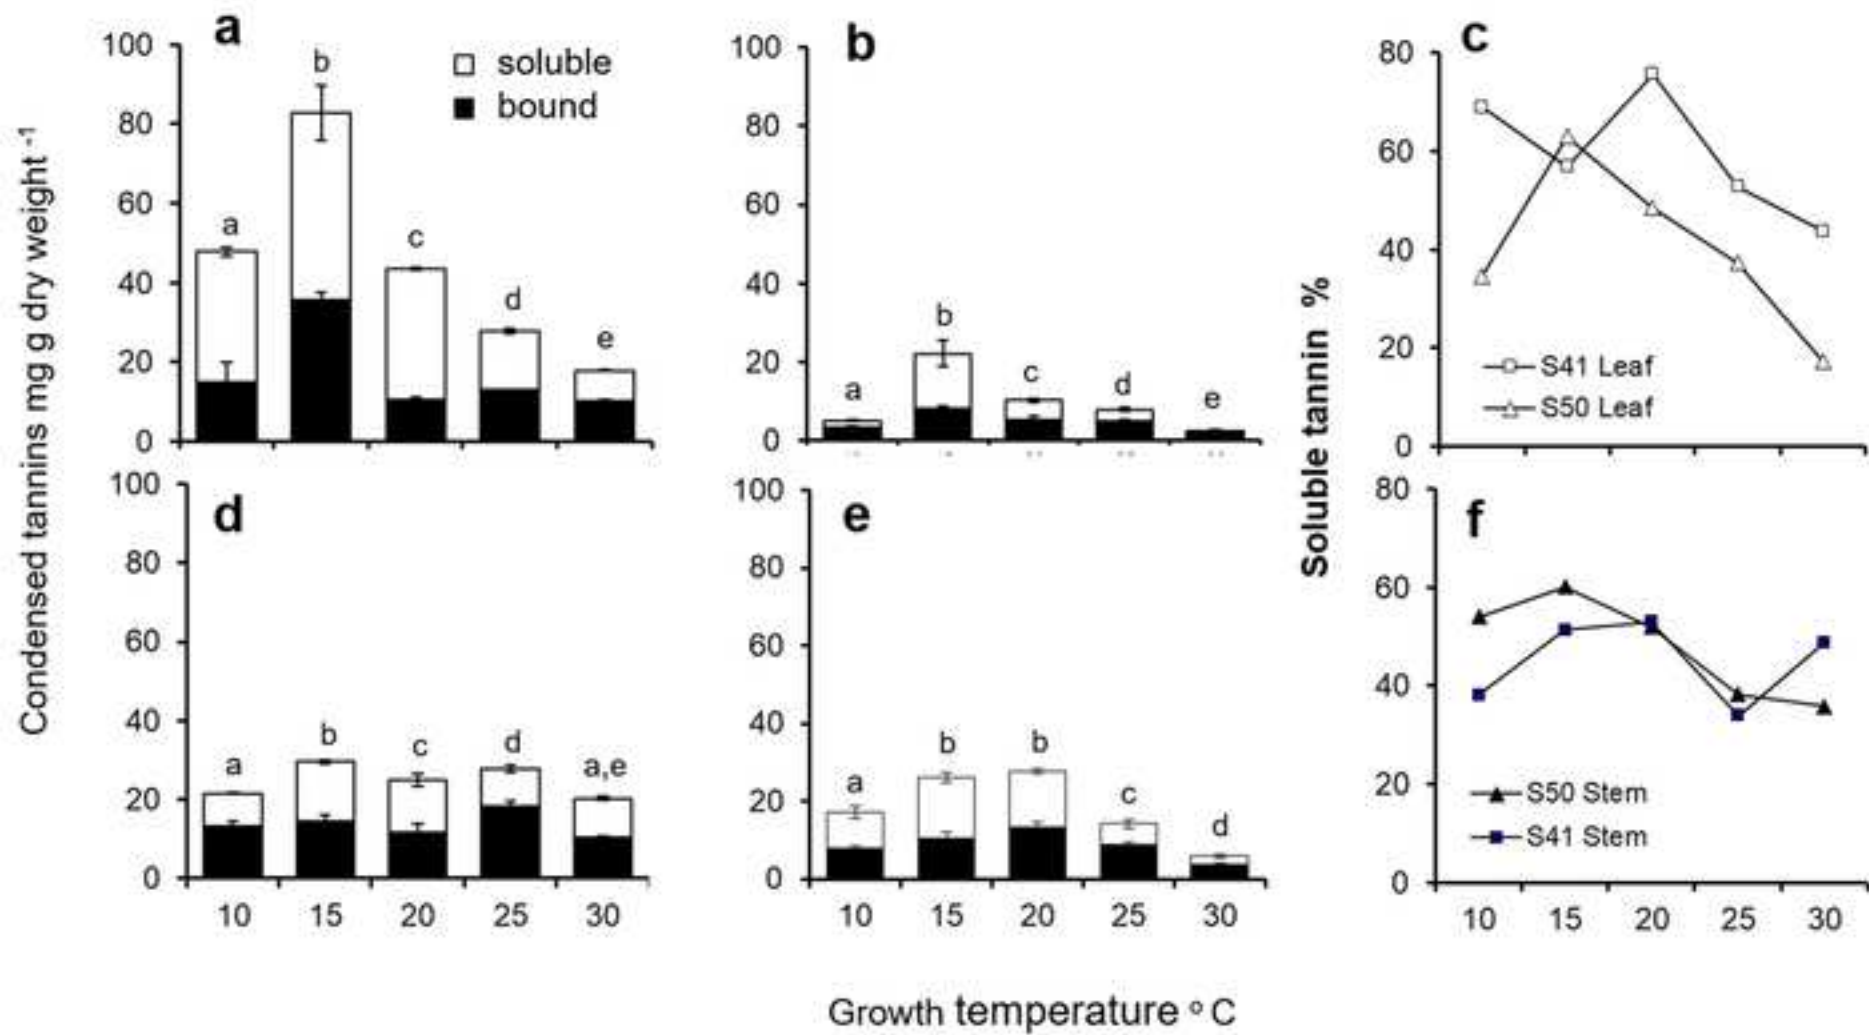 Condensed tannins mg g dry weight -1
a
100
80
60
40
20
0
a
b
c
d
e
soluble
bound
b
100
80
60
40
20
0
a
b
c
d
e
Soluble tannin %
c
80
60
40
20
0
S41 Leaf
S50 Leaf
d
100
80
60
40
20
0
a
b
c
d
a,e
10 15 20 25 30
e
100
80
60
40
20
0
a
b
b
c
d
10 15 20 25 30
f
80
60
40
20
0
S50 Stem
S41 Stem
10 15 20 25 30
Growth temperature o C